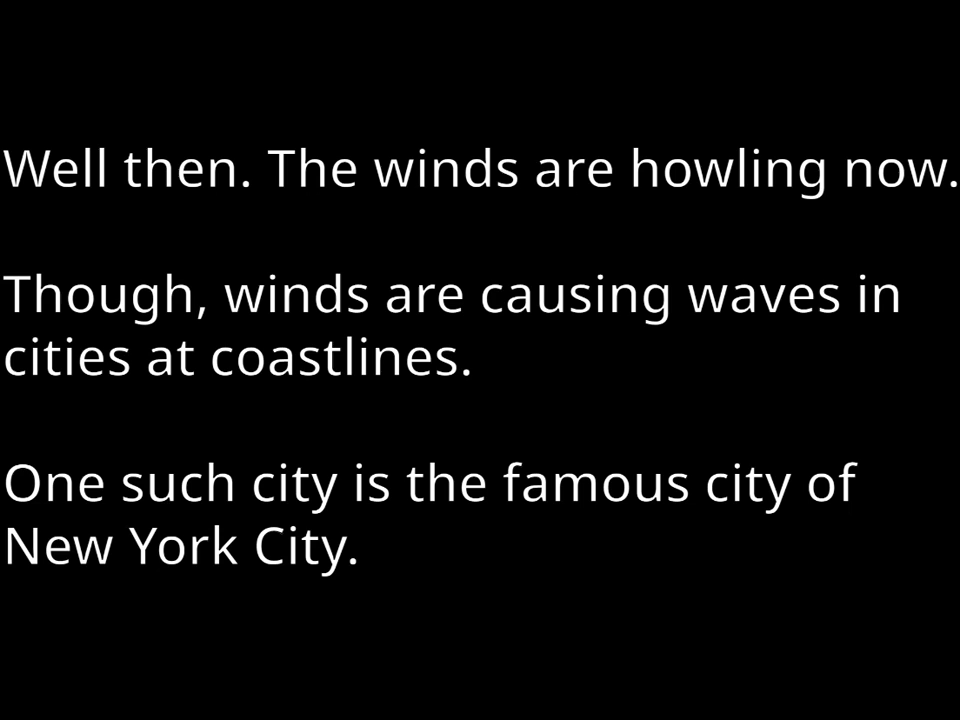 Well then. The winds are howling now.
Though, winds are causing waves in
cities at coastlines.
One such city is the famous city of
New York City.